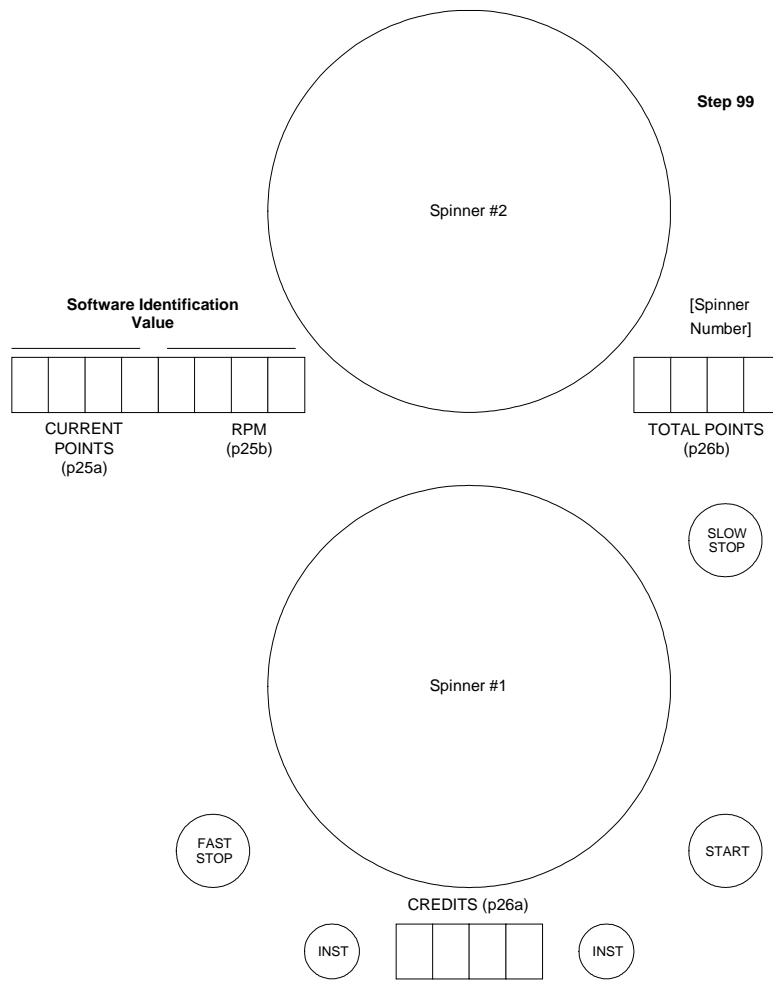 Step 99
Spinner #2
Software Identification
Value
[Spinner
Number]
CURRENT
POINTS
(p25a)
RPM
(p25b)
TOTAL POINTS
(p26b)
SLOW
STOP
Spinner #1
FAST
STOP
START
CREDITS (p26a)
INST
INST